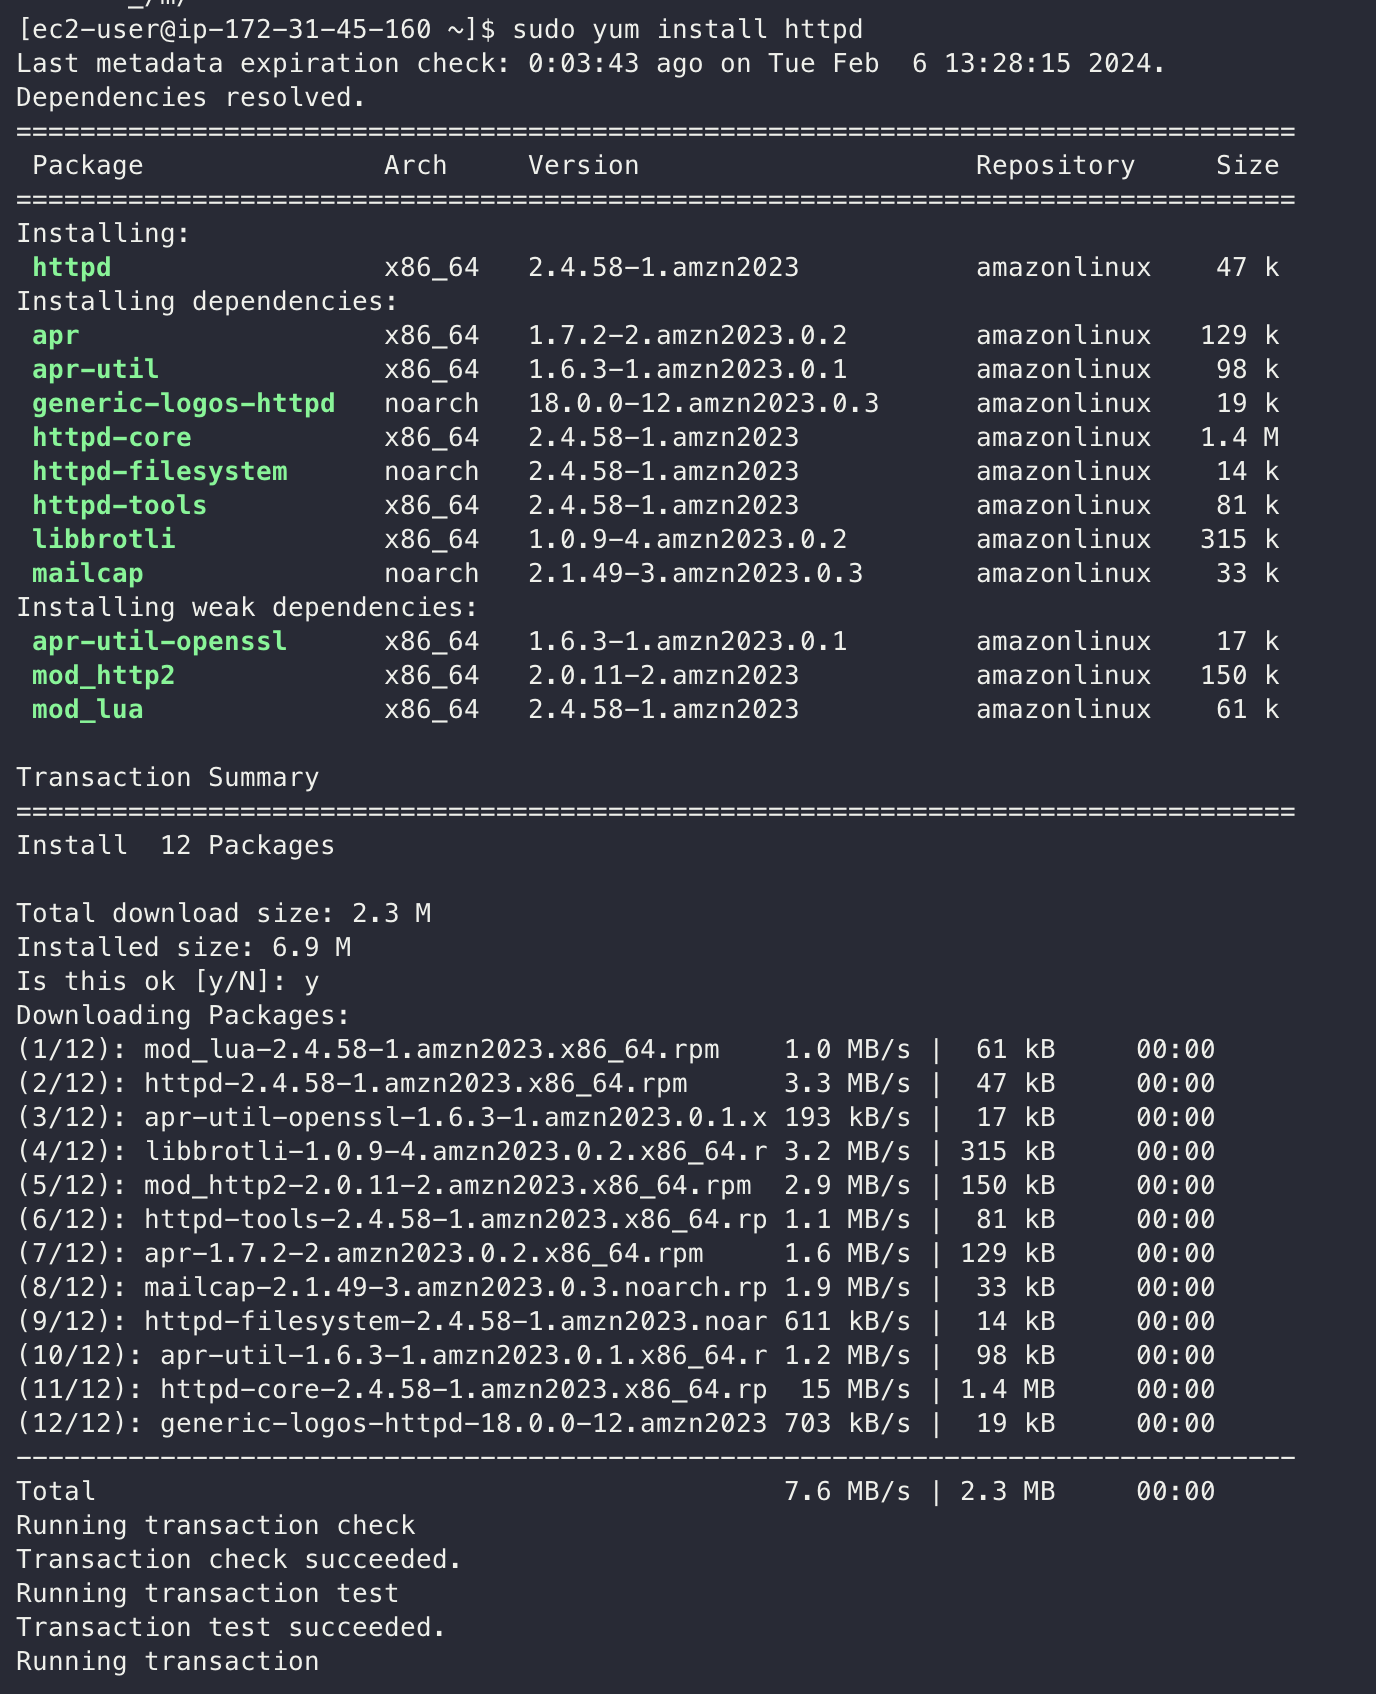 _/m/
[ec2-user@ip-172-31-45-160 ~]$ sudo yum install httpd
Last metadata expiration check: 0:03:43 ago on Tue Feb  6 13:28:15 2024.
Dependencies resolved.
================================================================================
 Package               Arch     Version                     Repository     Size
================================================================================
Installing:
 httpd                 x86_64   2.4.58-1.amzn2023           amazonlinux    47 k
Installing dependencies:
 apr                   x86_64   1.7.2-2.amzn2023.0.2        amazonlinux   129 k
 apr-util              x86_64   1.6.3-1.amzn2023.0.1        amazonlinux    98 k
 generic-logos-httpd   noarch   18.0.0-12.amzn2023.0.3      amazonlinux    19 k
 httpd-core            x86_64   2.4.58-1.amzn2023           amazonlinux   1.4 M
 httpd-filesystem      noarch   2.4.58-1.amzn2023           amazonlinux    14 k
 httpd-tools           x86_64   2.4.58-1.amzn2023           amazonlinux    81 k
 libbrotli             x86_64   1.0.9-4.amzn2023.0.2        amazonlinux   315 k
 mailcap               noarch   2.1.49-3.amzn2023.0.3       amazonlinux    33 k
Installing weak dependencies:
 apr-util-openssl      x86_64   1.6.3-1.amzn2023.0.1        amazonlinux    17 k
 mod_http2             x86_64   2.0.11-2.amzn2023           amazonlinux   150 k
 mod_lua               x86_64   2.4.58-1.amzn2023           amazonlinux    61 k

Transaction Summary
================================================================================
Install  12 Packages

Total download size: 2.3 M
Installed size: 6.9 M
Is this ok [y/N]: y
Downloading Packages:
(1/12): mod_lua-2.4.58-1.amzn2023.x86_64.rpm    1.0 MB/s |  61 kB     00:00
(2/12): httpd-2.4.58-1.amzn2023.x86_64.rpm      3.3 MB/s |  47 kB     00:00
(3/12): apr-util-openssl-1.6.3-1.amzn2023.0.1.x 193 kB/s |  17 kB     00:00
(4/12): libbrotli-1.0.9-4.amzn2023.0.2.x86_64.r 3.2 MB/s | 315 kB     00:00
(5/12): mod_http2-2.0.11-2.amzn2023.x86_64.rpm  2.9 MB/s | 150 kB     00:00
(6/12): httpd-tools-2.4.58-1.amzn2023.x86_64.rp 1.1 MB/s |  81 kB     00:00
(7/12): apr-1.7.2-2.amzn2023.0.2.x86_64.rpm     1.6 MB/s | 129 kB     00:00
(8/12): mailcap-2.1.49-3.amzn2023.0.3.noarch.rp 1.9 MB/s |  33 kB     00:00
(9/12): httpd-filesystem-2.4.58-1.amzn2023.noar 611 kB/s |  14 kB     00:00
(10/12): apr-util-1.6.3-1.amzn2023.0.1.x86_64.r 1.2 MB/s |  98 kB     00:00
(11/12): httpd-core-2.4.58-1.amzn2023.x86_64.rp  15 MB/s | 1.4 MB     00:00
(12/12): generic-logos-httpd-18.0.0-12.amzn2023 703 kB/s |  19 kB     00:00
--------------------------------------------------------------------------------
Total                                           7.6 MB/s | 2.3 MB     00:00
Running transaction check
Transaction check succeeded.
Running transaction test
Transaction test succeeded.
Running transaction